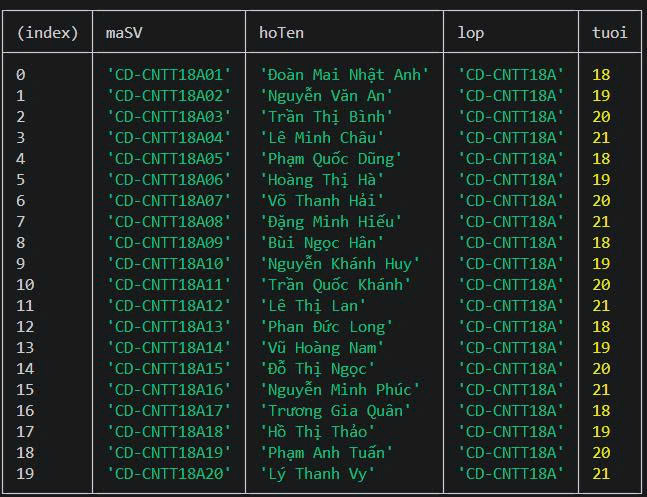 (index) maSV hoTen lop tuoi
0 'CD-CNTT18A01' 'Đoàn Mai Nhật Anh' 'CD-CNTT18A' 18
1 'CD-CNTT18A02' 'Nguyễn Văn An' 'CD-CNTT18A' 19
2 'CD-CNTT18A03' 'Trần Thị Bình' 'CD-CNTT18A' 20
3 'CD-CNTT18A04' 'Lê Minh Châu' 'CD-CNTT18A' 21
4 'CD-CNTT18A05' 'Phạm Quốc Dũng' 'CD-CNTT18A' 18
5 'CD-CNTT18A06' 'Hoàng Thị Hà' 'CD-CNTT18A' 19
6 'CD-CNTT18A07' 'Võ Thanh Hải' 'CD-CNTT18A' 20
7 'CD-CNTT18A08' 'Đặng Minh Hiếu' 'CD-CNTT18A' 21
8 'CD-CNTT18A09' 'Bùi Ngọc Hân' 'CD-CNTT18A' 18
9 'CD-CNTT18A10' 'Nguyễn Khánh Huy' 'CD-CNTT18A' 19
10 'CD-CNTT18A11' 'Trần Quốc Khánh' 'CD-CNTT18A' 20
11 'CD-CNTT18A12' 'Lê Thị Lan' 'CD-CNTT18A' 21
12 'CD-CNTT18A13' 'Phan Đức Long' 'CD-CNTT18A' 18
13 'CD-CNTT18A14' 'Vũ Hoàng Nam' 'CD-CNTT18A' 19
14 'CD-CNTT18A15' 'Đỗ Thị Ngọc' 'CD-CNTT18A' 20
15 'CD-CNTT18A16' 'Nguyễn Minh Phúc' 'CD-CNTT18A' 21
16 'CD-CNTT18A17' 'Trương Gia Quân' 'CD-CNTT18A' 18
17 'CD-CNTT18A18' 'Hồ Thị Thảo' 'CD-CNTT18A' 19
18 'CD-CNTT18A19' 'Phạm Anh Tuấn' 'CD-CNTT18A' 20
19 'CD-CNTT18A20' 'Lý Thanh Vy' 'CD-CNTT18A' 21